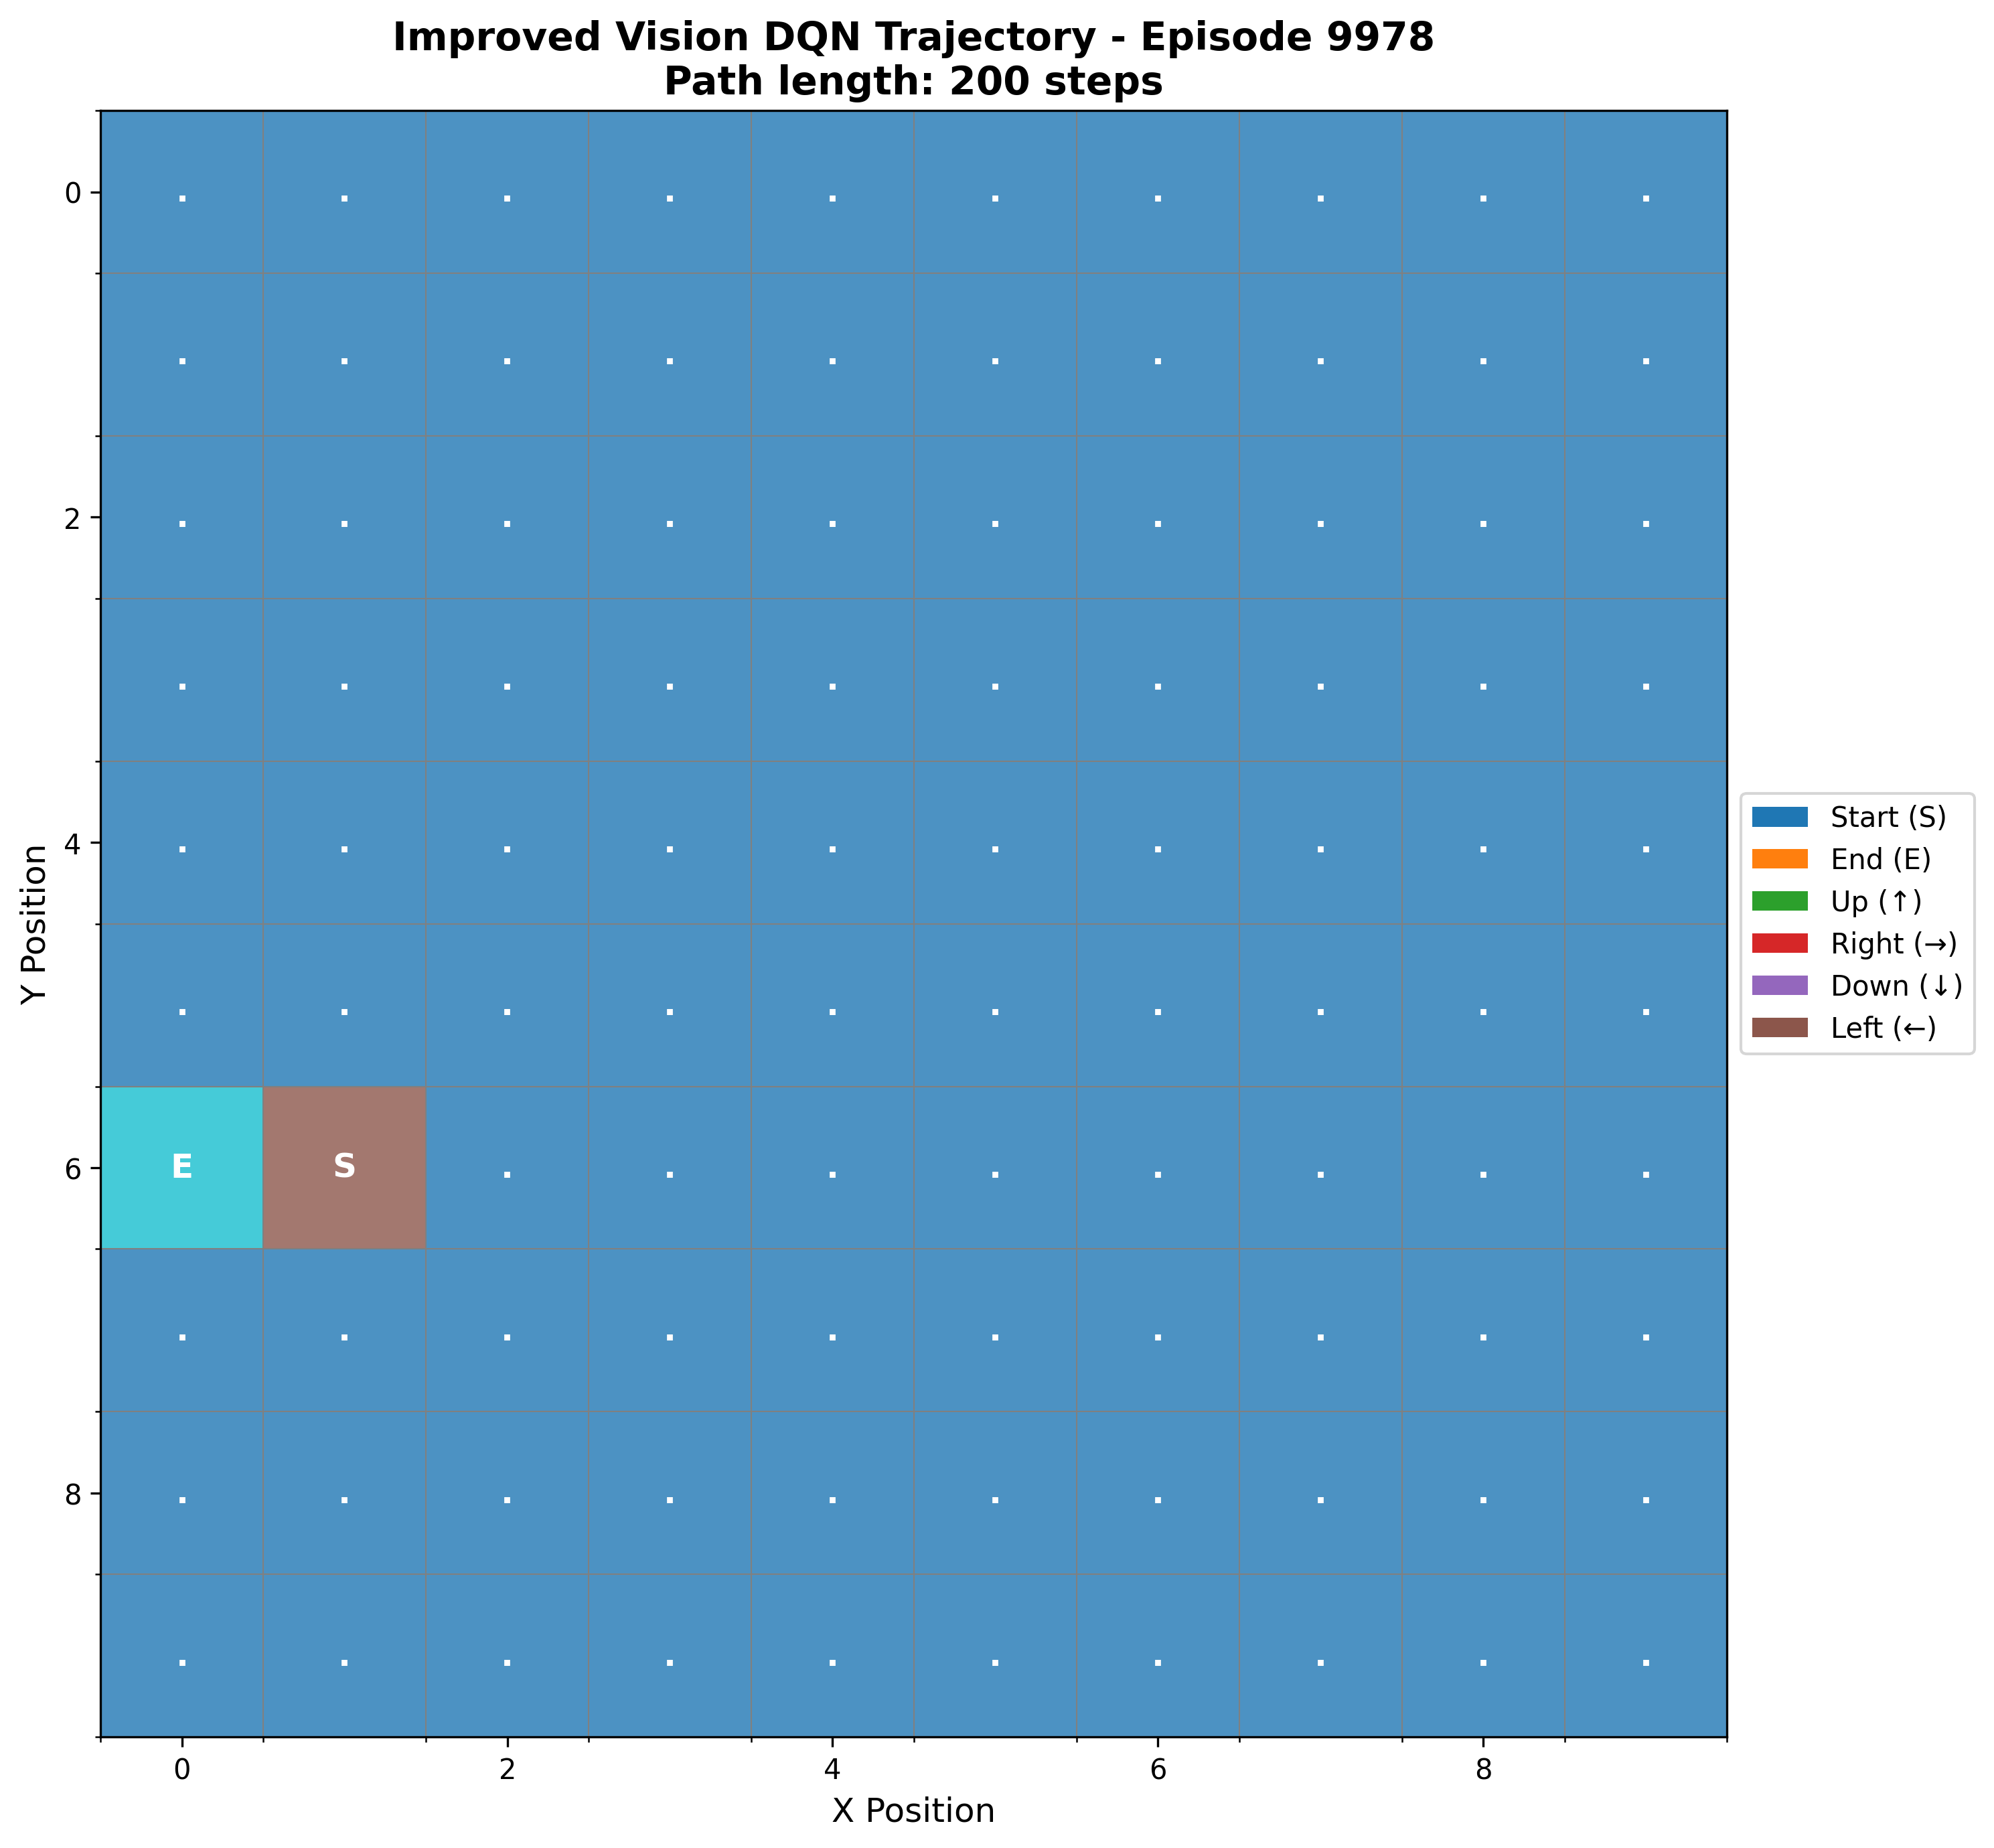 Improved Vision DQN Trajectory - Episode 9978
Path length: 200 steps
0
2
4
Y Position
E S
6
8
0 2 4 6 8
X Position
Start (S)
End (E)
Up (↑)
Right (→)
Down (↓)
Left (←)